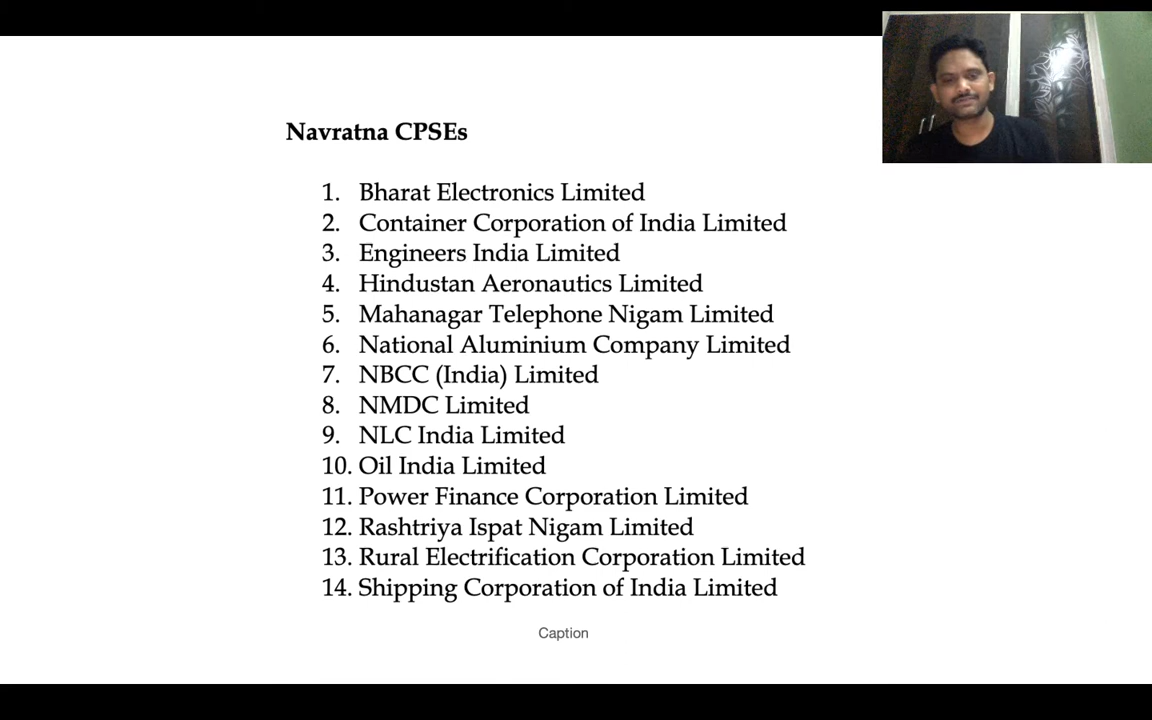 Navratna CPSEs
1. Bharat Electronics Limited
2. Container Corporation of India Limited
3. Engineers India Limited
4. Hindustan Aeronautics Limited
5. Mahanagar Telephone Nigam Limited
6. National Aluminium Company Limited
7. NBCC (India) Limited
8. NMDC Limited
9. NLC India Limited
10. Oil India Limited
11. Power Finance Corporation Limited
12. Rashtriya Ispat Nigam Limited
13. Rural Electrification Corporation Limited
14. Shipping Corporation of India Limited
Caption